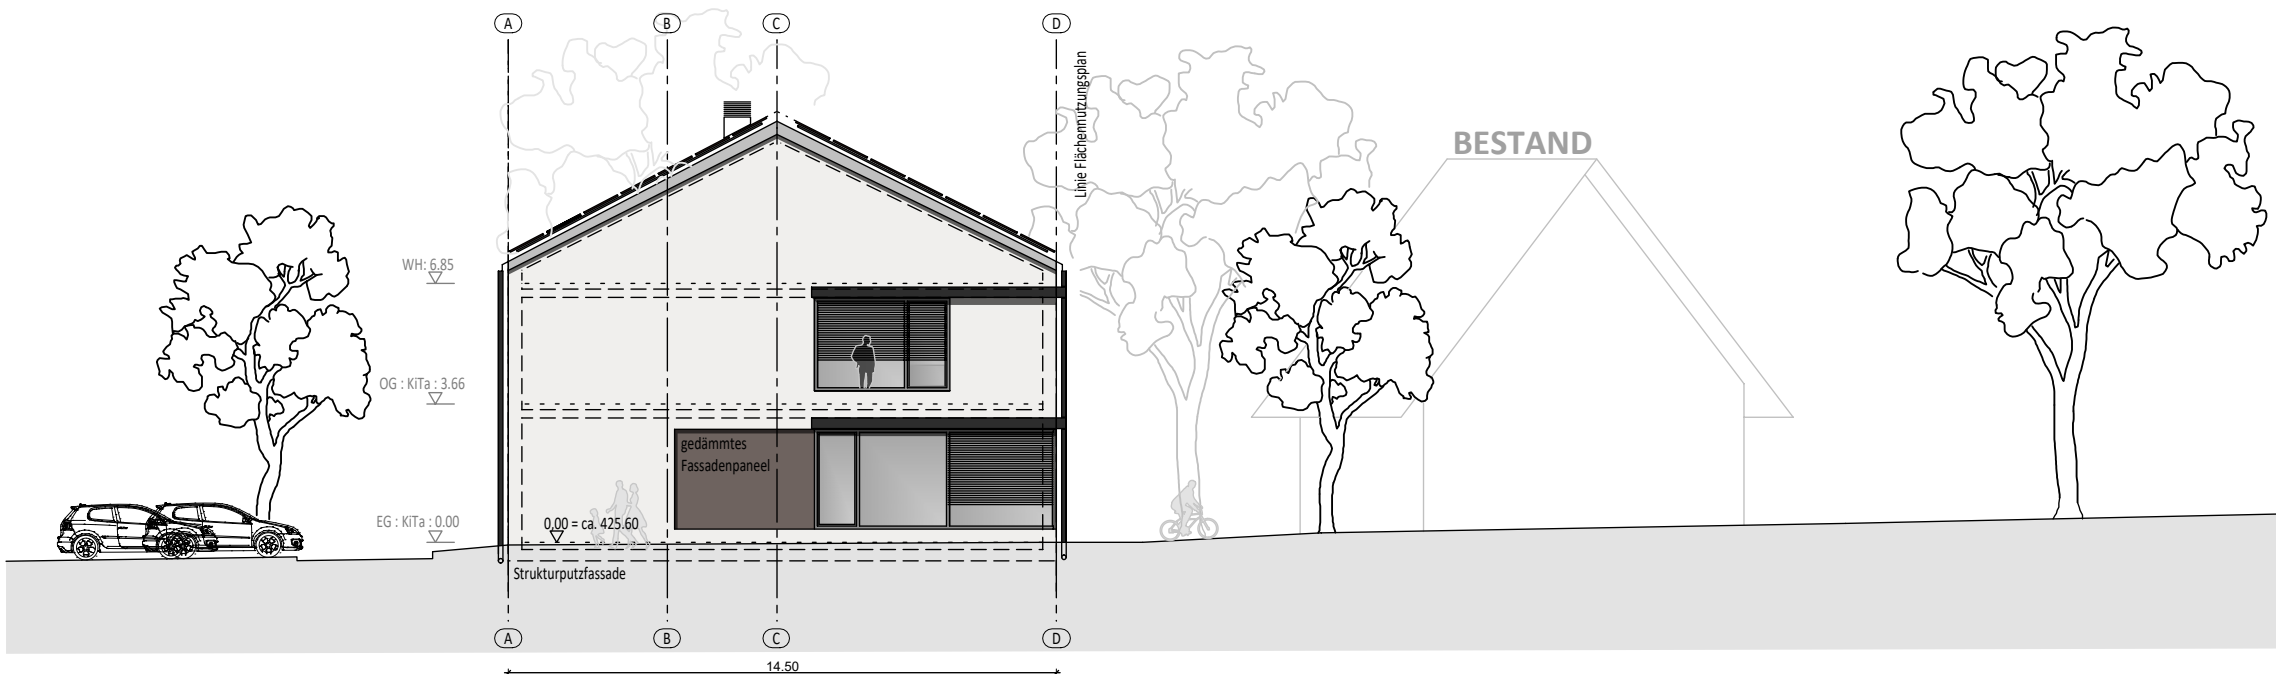 A
B
C
D
Linie Flächennutzungsplan
BESTAND
WH: 6.85
OG : KiTa : 3.66
gedämmtes
Fassadenpaneel
EG : KiTa : 0.00
0,00 = ca. 425.60
Strukturputzfassade
A
B
C
D
14.50